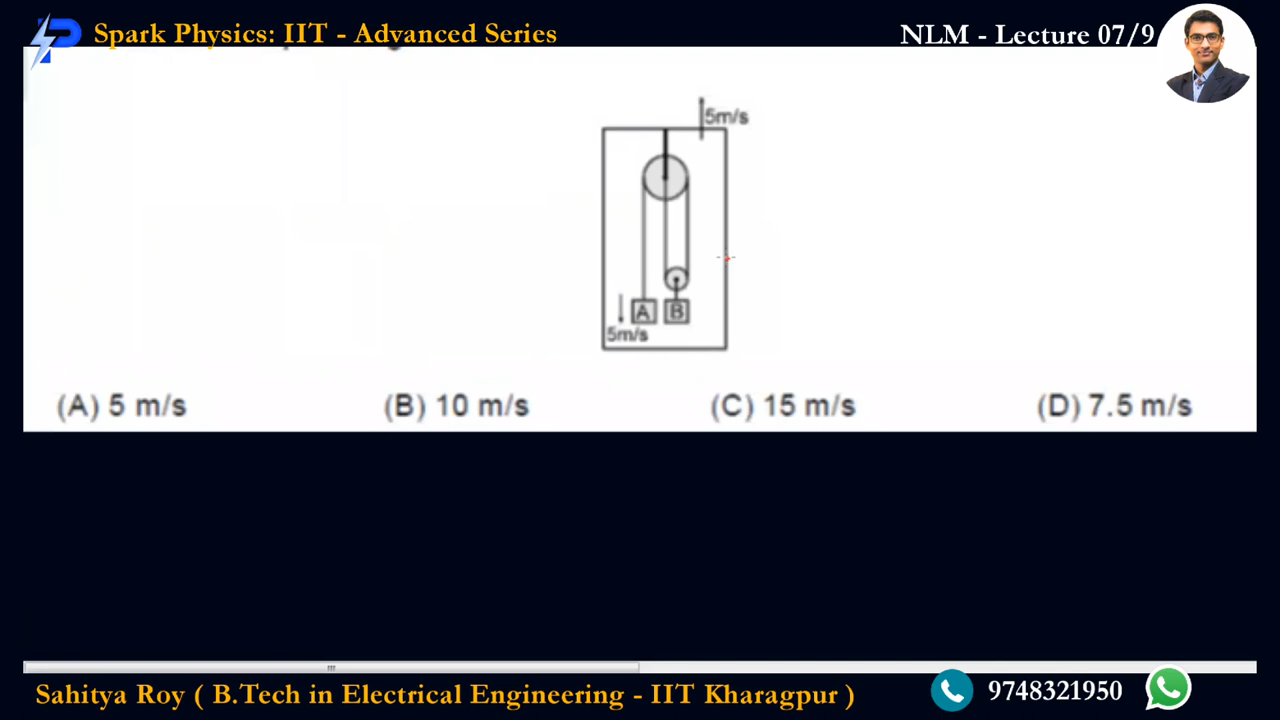 Spark Physics: IIT - Advanced Series
NLM - Lecture 07/9
5m/s
A B
5m/s
(A) 5 m/s (B) 10 m/s (C) 15 m/s (D) 7.5 m/s
Sahitya Roy ( B.Tech in Electrical Engineering - IIT Kharagpur )
9748321950